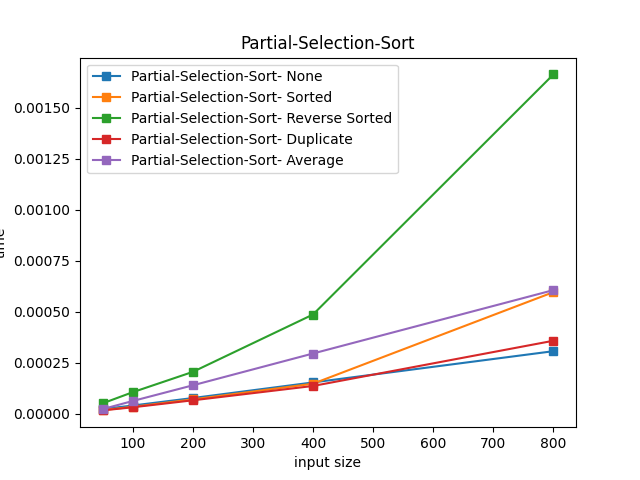 Partial-Selection-Sort
Partial-Selection-Sort- None
Partial-Selection-Sort- Sorted
Partial-Selection-Sort- Reverse Sorted
Partial-Selection-Sort- Duplicate
Partial-Selection-Sort- Average
0.00150
0.00125
0.00100
0.00075
0.00050
0.00025
0.00000
100 200 300 400 500 600 700 800
input size